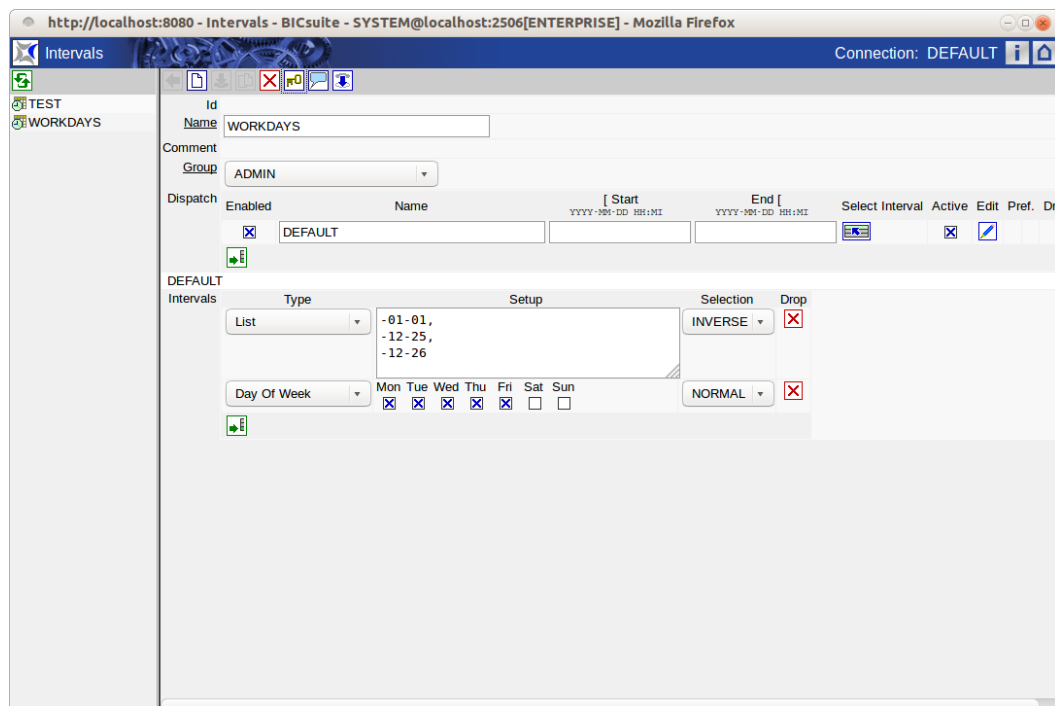 http://localhost:8080 - Intervals - BICsuite - SYSTEM@localhost:2506[ENTERPRISE] - Mozilla Firefox
Intervals
Connection: DEFAULT
TEST
WORKDAYS
Id
Name WORKDAYS
Comment
Group ADMIN
Dispatch Enabled Name [ Start YYYY-MM-DD HH:MI End [ YYYY-MM-DD HH:MI Select Interval Active Edit Pref. Dr
DEFAULT
DEFAULT
Intervals Type Setup Selection Drop
List -01-01, INVERSE
-12-25,
-12-26
Mon Tue Wed Thu Fri Sat Sun
Day Of Week NORMAL